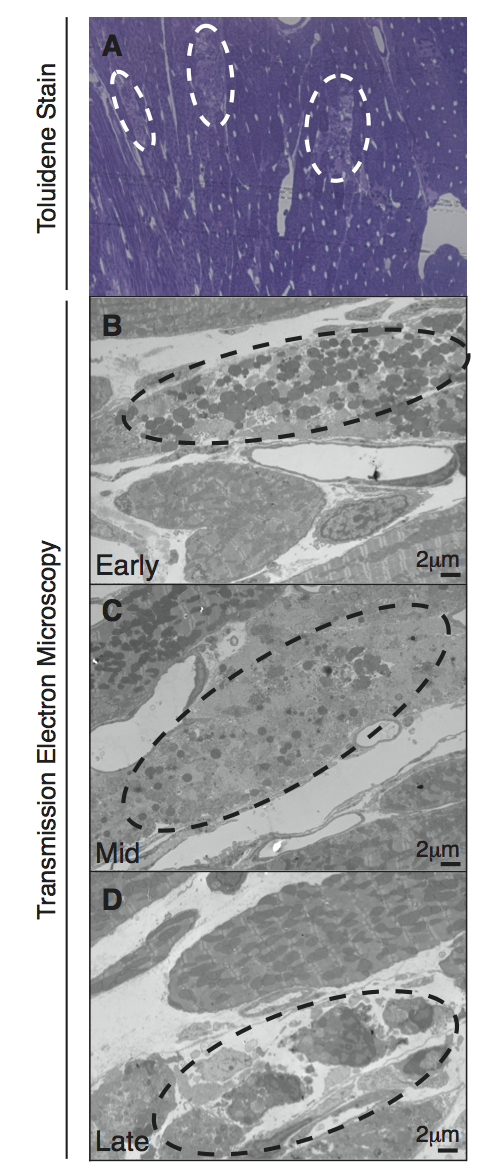 Toluidene Stain
A
Transmission Electron Microscopy
B
Early
2μm
C
Mid
2μm
D
Late
2μm